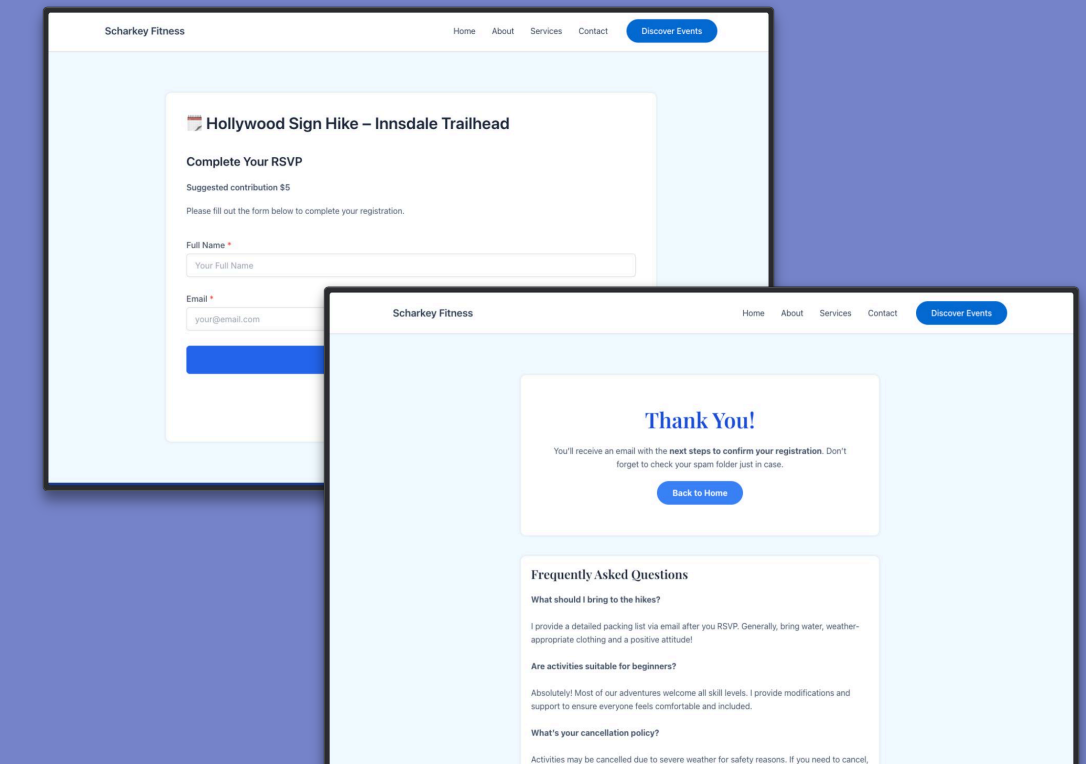 Scharkey Fitness
Home About Services Contact Discover Events
Hollywood Sign Hike – Innsdale Trailhead
Complete Your RSVP
Suggested contribution $5
Please fill out the form below to complete your registration.
Full Name *
Your Full Name
Email *
your@email.com
Scharkey Fitness
Home About Services Contact Discover Events
Thank You!
You'll receive an email with the next steps to confirm your registration. Don't
forget to check your spam folder just in case.
Back to Home
Frequently Asked Questions
What should I bring to the hikes?
I provide a detailed packing list via email after you RSVP. Generally, bring water, weather-
appropriate clothing and a positive attitude!
Are activities suitable for beginners?
Absolutely! Most of our adventures welcome all skill levels. I provide modifications and
support to ensure everyone feels comfortable and included.
What's your cancellation policy?
Activities may be cancelled due to severe weather for safety reasons. If you need to cancel,